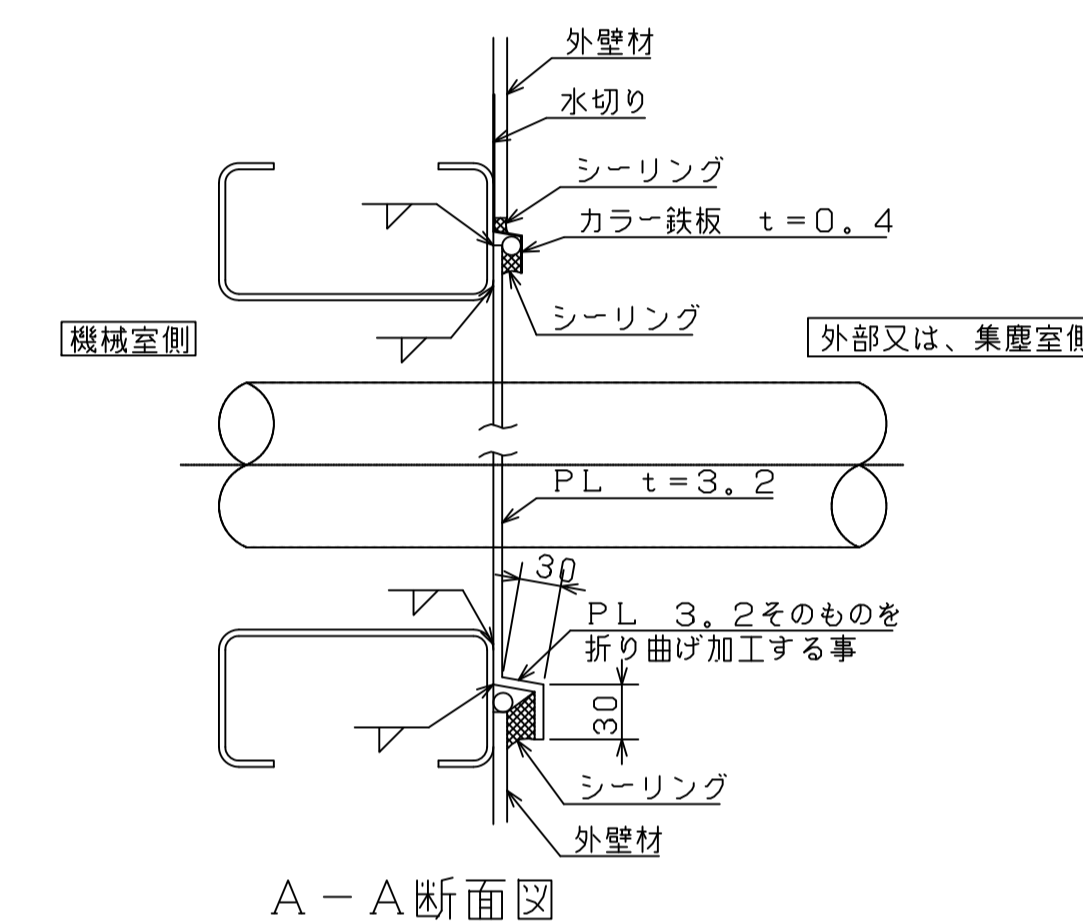 外壁材
水切り
シーリング
カラー鉄板　ｔ＝０．４
シーリング
機械室側
外部又は、集塵室側
ＰＬ　ｔ＝３．２
３０
ＰＬ　３．２そのものを
折り曲げ加工する事
３０
シーリング
外壁材
Ａ－Ａ断面図